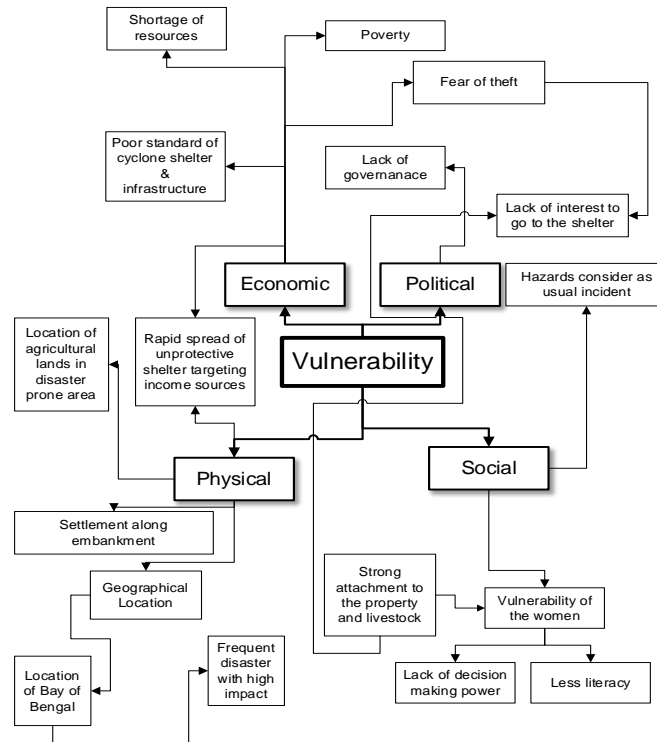 Shortage of
resources
Poverty
Fear of theft
Poor standard of
cyclone shelter
&
infrastructure
Lack of
governanace
Lack of interest to
go to the shelter
Economic
Political
Hazards consider as
usual incident
Location of
agricultural
lands in
disaster
prone area
Rapid spread of
unprotective
shelter targeting
income sources
Vulnerability
Physical
Social
Settlement along
embankment
Geographical
Location
Strong
attachment to
the property
and livestock
Vulnerability of
the women
Location
of Bay of
Bengal
Frequent
disaster
with high
impact
Lack of decision
making power
Less literacy